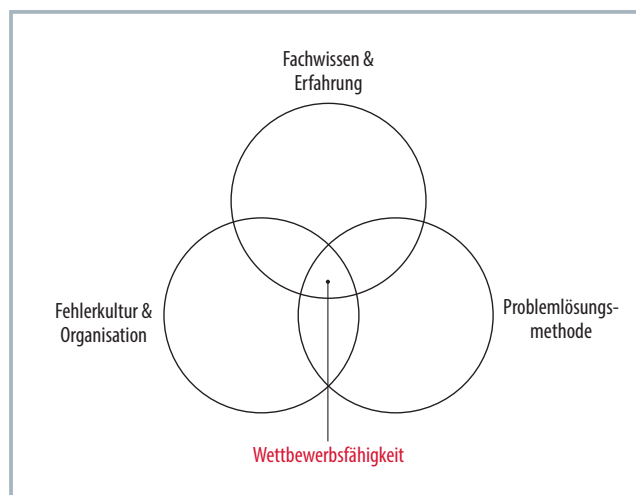 Fachwissen &
Erfahrung
Fehlerkultur &
Organisation
Problemlösungs-
methode
Wettbewerbsfähigkeit